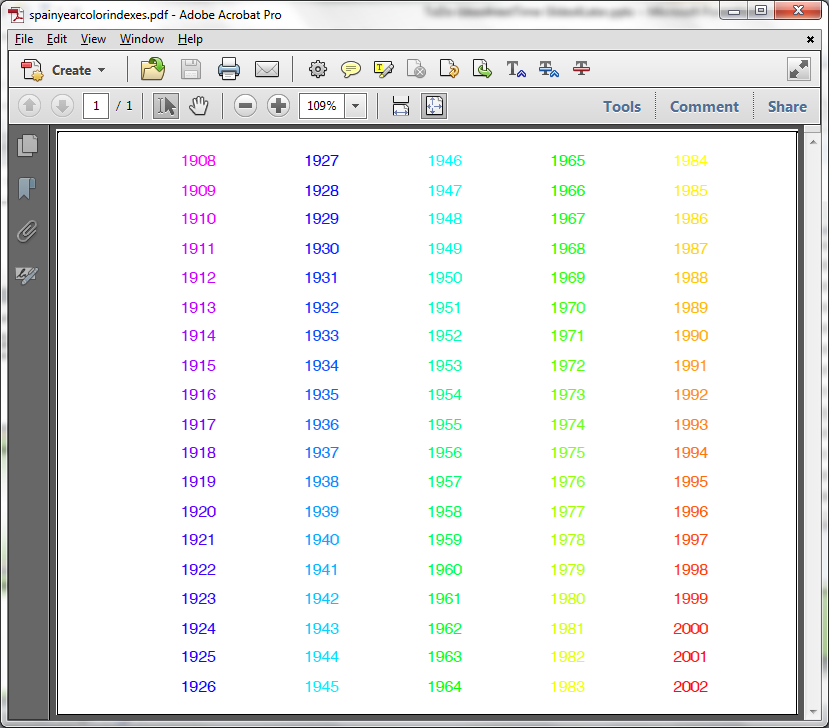 spainyearcolorindexes.pdf - Adobe Acrobat Pro
File Edit View Window Help
Create
1 / 1 109% Tools Comment Share
1908 1927 1946 1965 1984
1909 1928 1947 1966 1985
1910 1929 1948 1967 1986
1911 1930 1949 1968 1987
1912 1931 1950 1969 1988
1913 1932 1951 1970 1989
1914 1933 1952 1971 1990
1915 1934 1953 1972 1991
1916 1935 1954 1973 1992
1917 1936 1955 1974 1993
1918 1937 1956 1975 1994
1919 1938 1957 1976 1995
1920 1939 1958 1977 1996
1921 1940 1959 1978 1997
1922 1941 1960 1979 1998
1923 1942 1961 1980 1999
1924 1943 1962 1981 2000
1925 1944 1963 1982 2001
1926 1945 1964 1983 2002